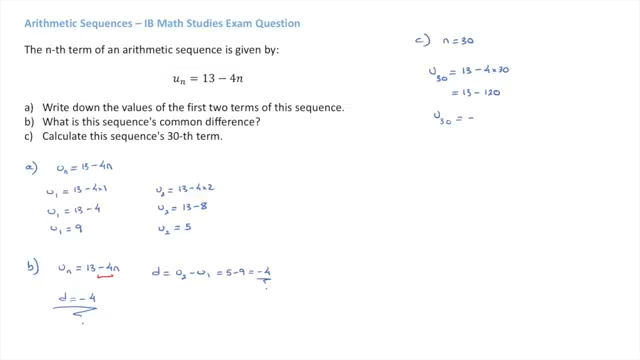 Arithmetic Sequences – IB Math Studies Exam Question
The n-th term of an arithmetic sequence is given by:
uₙ = 13 − 4n
a) Write down the values of the first two terms of this sequence.
b) What is this sequence's common difference?
c) Calculate this sequence's 30-th term.
a) uₙ = 13 − 4n
u₁ = 13 − 4×1
u₁ = 13 − 4
u₁ = 9
u₂ = 13 − 4×2
u₂ = 13 − 8
u₂ = 5
b) uₙ = 13 − 4n
d = − 4
d = u₂ − u₁ = 5 − 9 = − 4
c) n = 30
u₃₀ = 13 − 4×30
= 13 − 120
u₃₀ = −